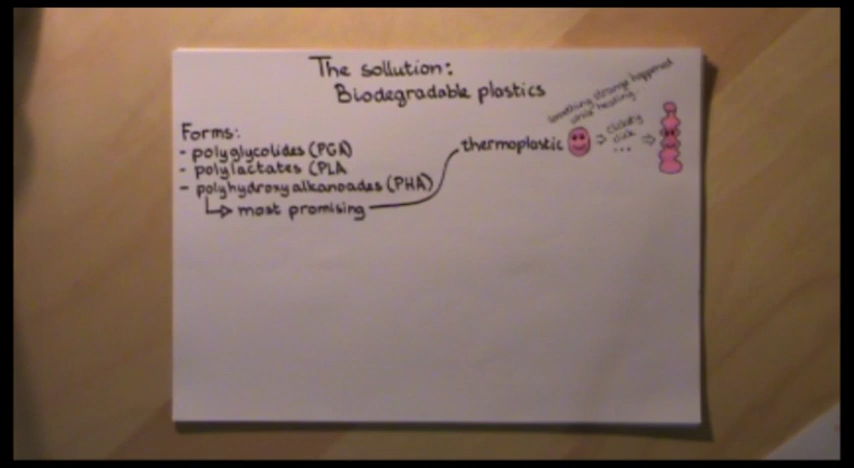 The sollution:
Biodegradable plastics
Forms:
- polyglycolides (PGA)
- polylactates (PLA
- polyhydroxyalkanoades (PHA)
most promising
thermoplastic
something strange happened
while heating
clickety
click
...